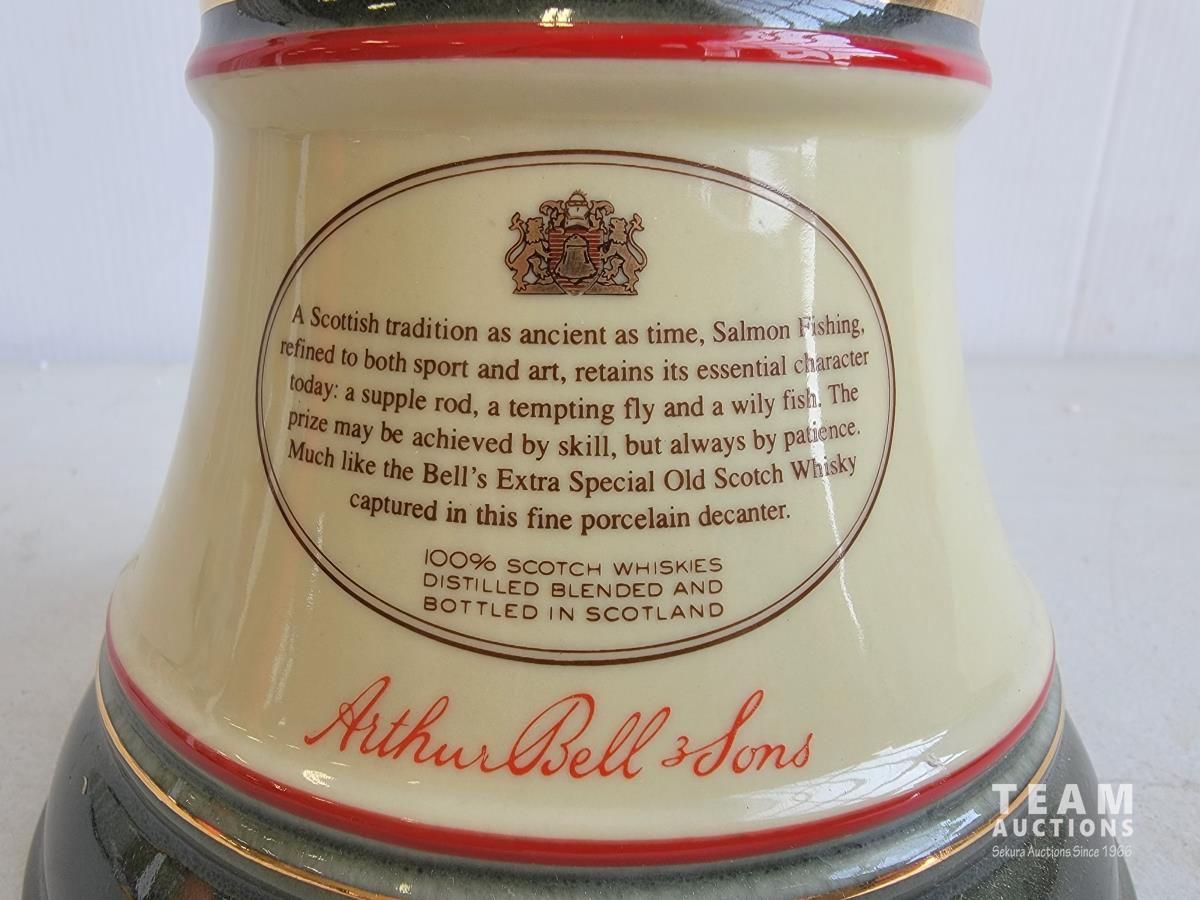 A Scottish tradition as ancient as time, Salmon Fishing,
refined to both sport and art, retains its essential character
today: a supple rod, a tempting fly and a wily fish. The
prize may be achieved by skill, but always by patience.
Much like the Bell's Extra Special Old Scotch Whisky
captured in this fine porcelain decanter.
100% SCOTCH WHISKIES
DISTILLED BLENDED AND
BOTTLED IN SCOTLAND
Arthur Bell & Sons
TEAM
AUCTIONS
Sekura Auctions Since 1966